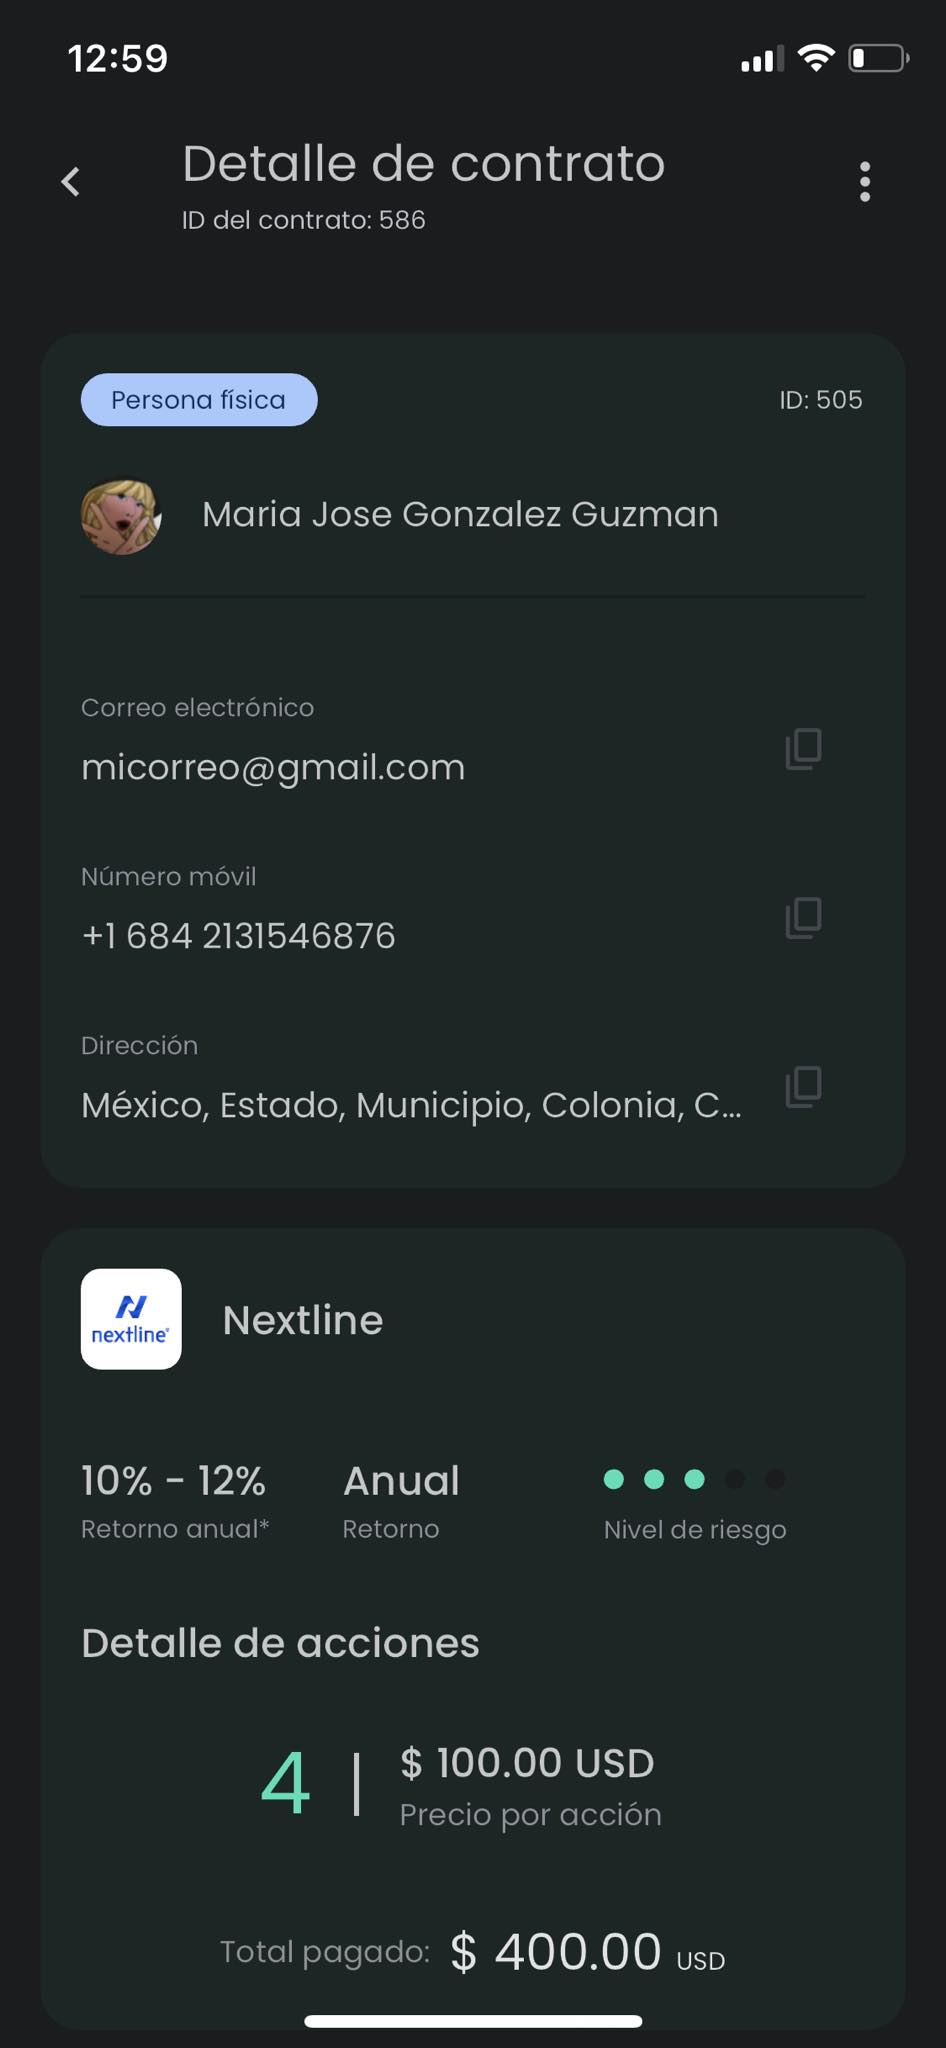 12:59
Detalle de contrato
ID del contrato: 586
Persona física
ID: 505
Maria Jose Gonzalez Guzman
Correo electrónico
micorreo@gmail.com
Número móvil
+1 684 2131546876
Dirección
México, Estado, Municipio, Colonia, C...
nextline®
Nextline
10% - 12%
Anual
Retorno anual*
Retorno
Nivel de riesgo
Detalle de acciones
4
$ 100.00 USD
Precio por acción
Total pagado: $ 400.00 USD